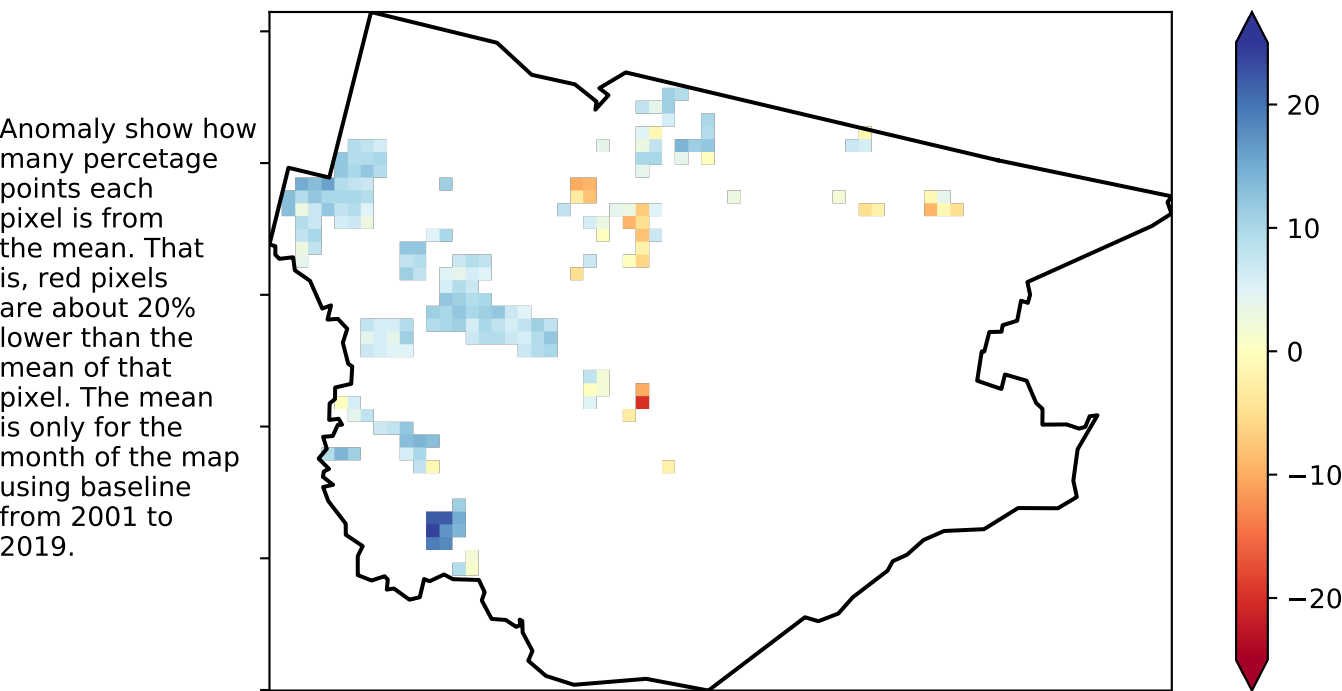 Anomaly show how
many percetage
points each
pixel is from
the mean. That
is, red pixels
are about 20%
lower than the
mean of that
pixel. The mean
is only for the
month of the map
using baseline
from 2001 to
2019.
20
10
0
−10
−20